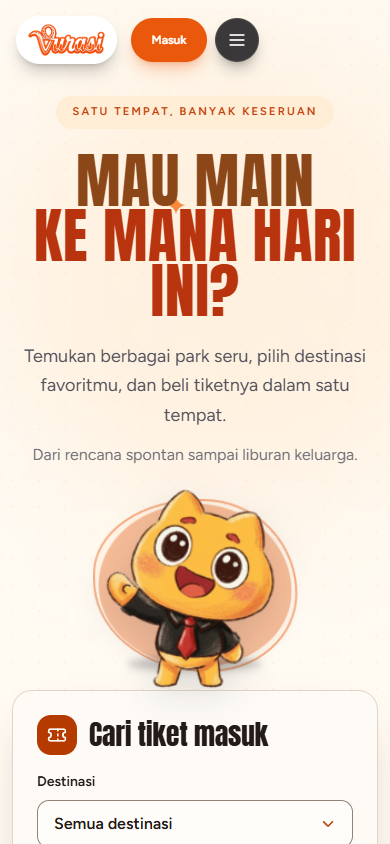 Vurasi
Masuk
SATU TEMPAT, BANYAK KESERUAN
MAU MAIN
KE MANA HARI
INI?
Temukan berbagai park seru, pilih destinasi
favoritmu, dan beli tiketnya dalam satu
tempat.
Dari rencana spontan sampai liburan keluarga.
Cari tiket masuk
Destinasi
Semua destinasi